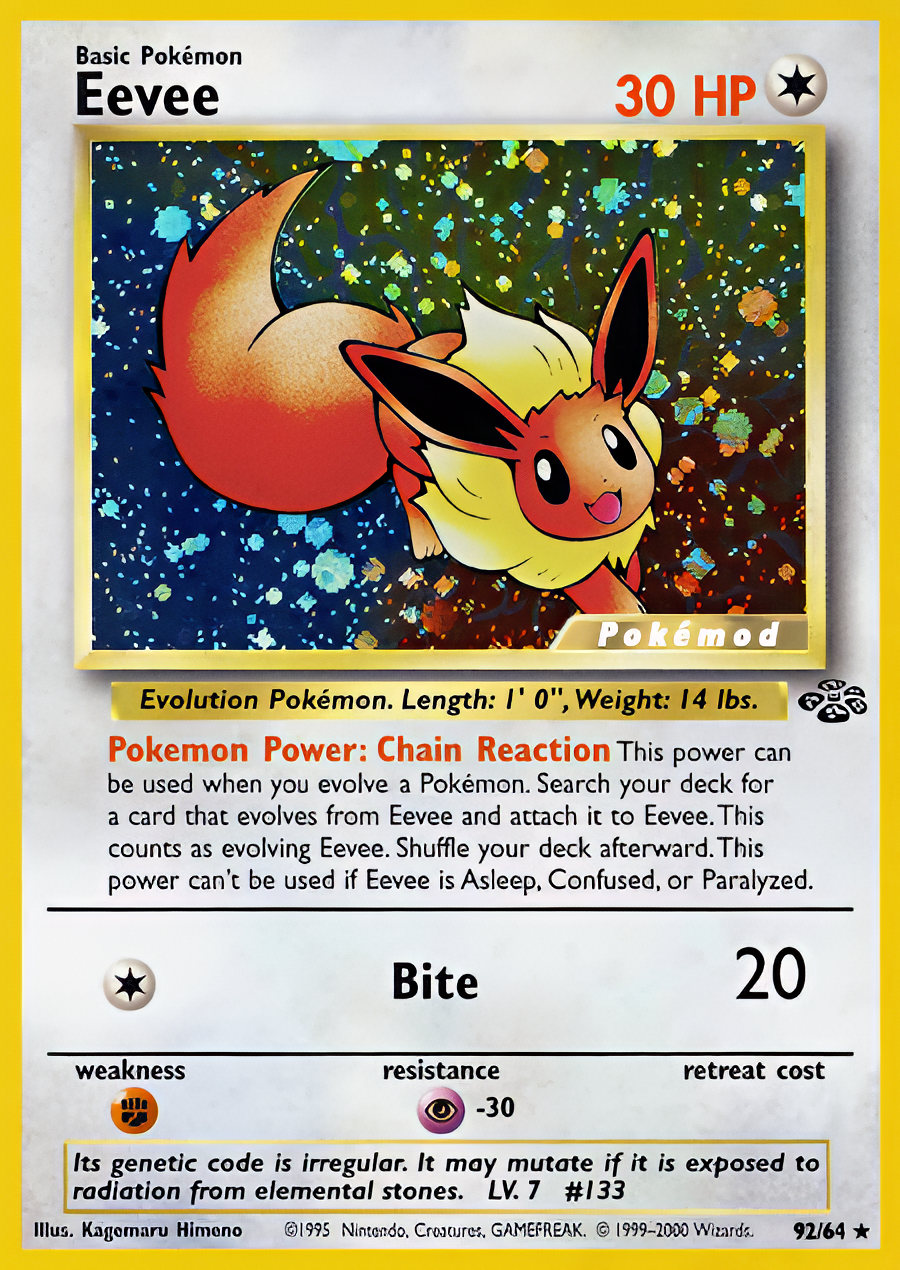 Basic Pokémon
Eevee
30 HP
Pokémod
Evolution Pokémon. Length: 1' 0", Weight: 14 lbs.
Pokemon Power: Chain Reaction This power can
be used when you evolve a Pokémon. Search your deck for
a card that evolves from Eevee and attach it to Eevee. This
counts as evolving Eevee. Shuffle your deck afterward. This
power can't be used if Eevee is Asleep, Confused, or Paralyzed.
Bite 20
weakness resistance retreat cost
-30
Its genetic code is irregular. It may mutate if it is exposed to
radiation from elemental stones. LV. 7 #133
Illus. Kagemaru Himeno ©1995 Nintendo, Creatures, GAMEFREAK. © 1999-2000 Wizards. 92/64 ★